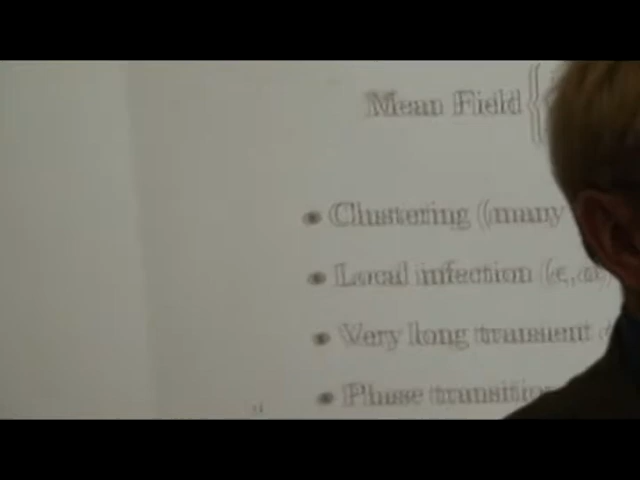 Mean Field {
Clustering (many
Local infection
Very long transient
Phase transition